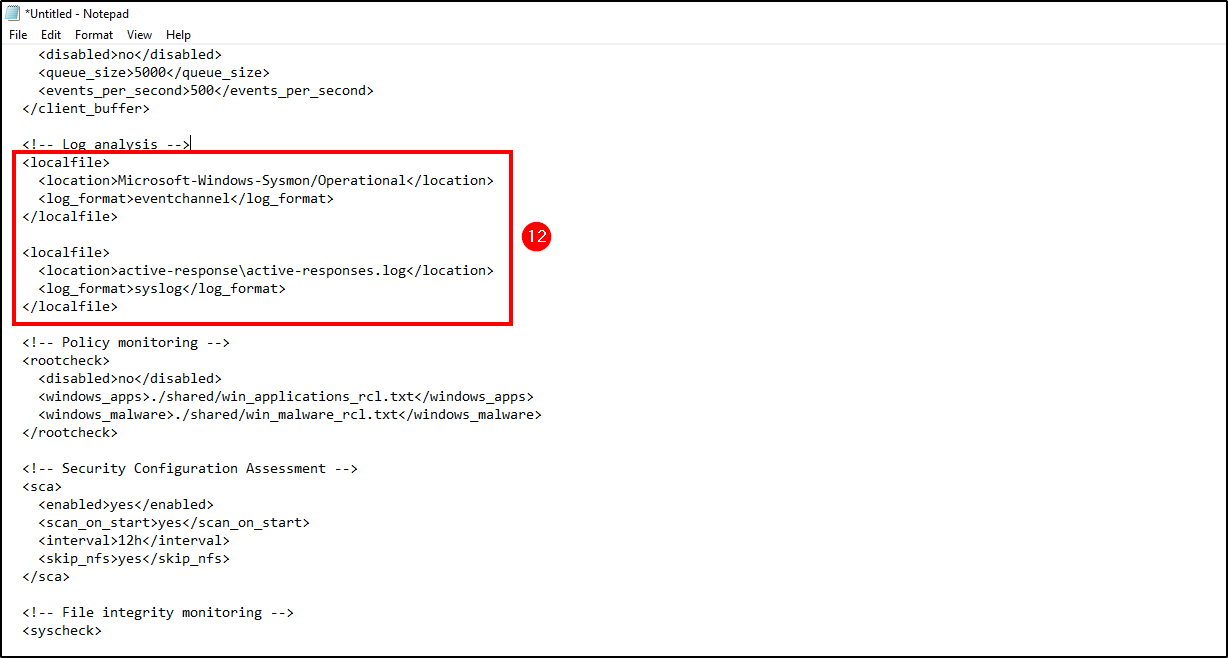 *Untitled - Notepad
File Edit Format View Help
<disabled>no</disabled>
<queue_size>5000</queue_size>
<events_per_second>500</events_per_second>
</client_buffer>
<!-- Log analysis -->
<localfile>
<location>Microsoft-Windows-Sysmon/Operational</location>
<log_format>eventchannel</log_format>
</localfile>
12
<localfile>
<location>active-response\active-responses.log</location>
<log_format>syslog</log_format>
</localfile>
<!-- Policy monitoring -->
<rootcheck>
<disabled>no</disabled>
<windows_apps>./shared/win_applications_rcl.txt</windows_apps>
<windows_malware>./shared/win_malware_rcl.txt</windows_malware>
</rootcheck>
<!-- Security Configuration Assessment -->
<sca>
<enabled>yes</enabled>
<scan_on_start>yes</scan_on_start>
<interval>12h</interval>
<skip_nfs>yes</skip_nfs>
</sca>
<!-- File integrity monitoring -->
<syscheck>